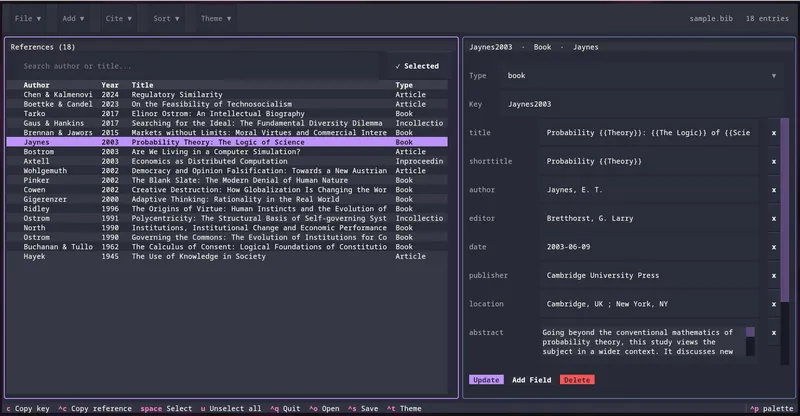 File ▼ Add ▼ Cite ▼ Sort ▼ Theme ▼ sample.bib 18 entries
References (18)
Search author or title...
✓ Selected
Author Year Title Type
Chen & Kalmenovi 2024 Regulatory Similarity Article
Boettke & Candel 2023 On the Feasibility of Technosocialism Article
Tarko 2017 Elinor Ostrom: An Intellectual Biography Book
Gaus & Hankins 2017 Searching for the Ideal: The Fundamental Diversity Dilemma Incollectio
Brennan & Jawors 2015 Markets without Limits: Moral Virtues and Commercial Intere Book
Jaynes 2003 Probability Theory: The Logic of Science Book
Bostrom 2003 Are We Living in a Computer Simulation? Article
Axtell 2003 Economics as Distributed Computation Inproceedin
Wohlgemuth 2002 Democracy and Opinion Falsification: Towards a New Austrian Article
Pinker 2002 The Blank Slate: The Modern Denial of Human Nature Book
Cowen 2002 Creative Destruction: How Globalization Is Changing the Wor Book
Gigerenzer 2000 Adaptive Thinking: Rationality in the Real World Book
Ridley 1996 The Origins of Virtue: Human Instincts and the Evolution of Book
Ostrom 1991 Polycentricity: The Structural Basis of Self-governing Syst Incollectio
North 1990 Institutions, Institutional Change and Economic Performance Book
Ostrom 1990 Governing the Commons: The Evolution of Institutions for Co Book
Buchanan & Tullo 1962 The Calculus of Consent: Logical Foundations of Constitutio Book
Hayek 1945 The Use of Knowledge in Society Article
Jaynes2003 · Book · Jaynes
Type book ▼
Key Jaynes2003
title Probability {{Theory}}: {{The Logic}} of {{Scie x
shorttitle Probability {{Theory}} x
author Jaynes, E. T. x
editor Bretthorst, G. Larry x
date 2003-06-09 x
publisher Cambridge University Press x
location Cambridge, UK ; New York, NY x
abstract Going beyond the conventional mathematics of x
probability theory, this study views the
subject in a wider context. It discusses new
Update Add Field Delete
c Copy key ^c Copy reference space Select u Unselect all ^q Quit ^o Open ^s Save ^t Theme ^p palette